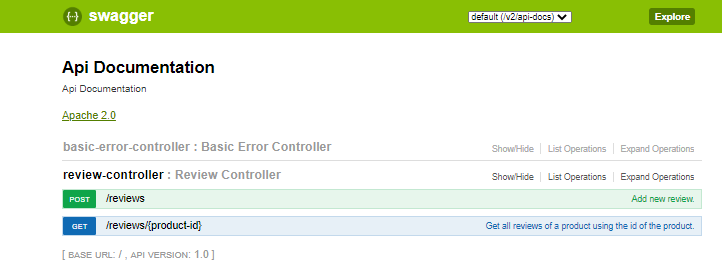 {··} swagger
default (/v2/api-docs)
Explore
Api Documentation
Api Documentation
Apache 2.0
basic-error-controller : Basic Error Controller
Show/Hide List Operations Expand Operations
review-controller : Review Controller
Show/Hide List Operations Expand Operations
POST /reviews Add new review.
GET /reviews/{product-id} Get all reviews of a product using the id of the product.
[ BASE URL: / , API VERSION: 1.0 ]